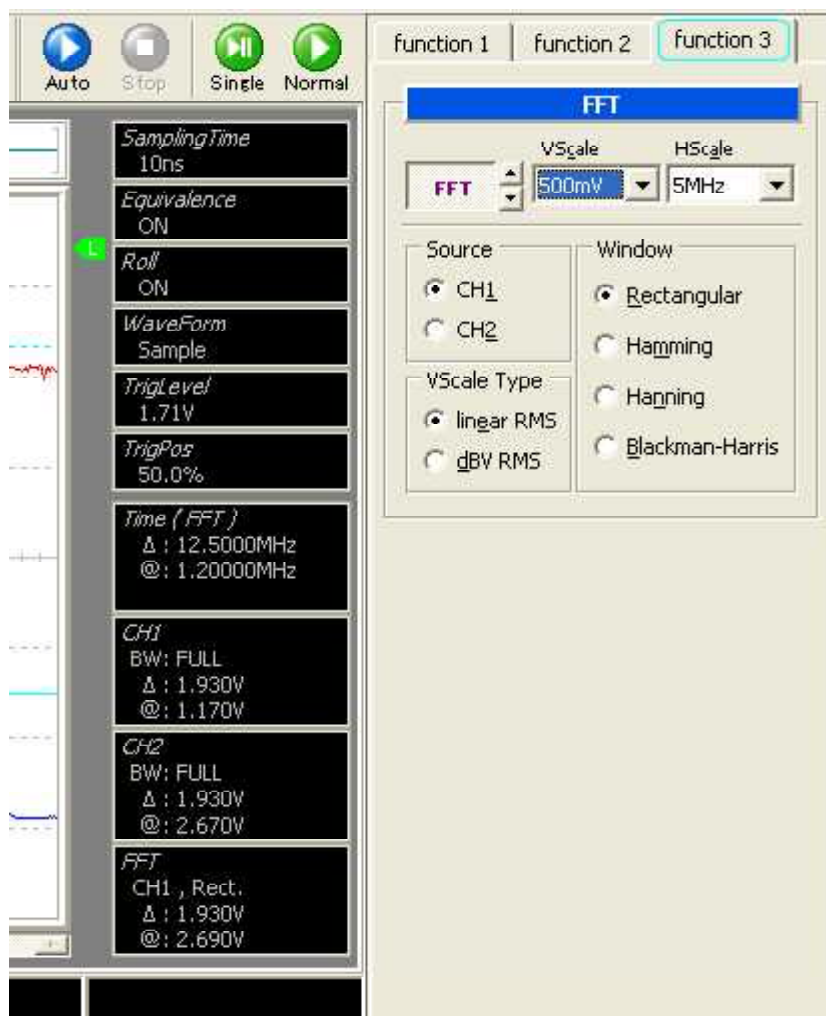 Auto Stop Single Normal
function 1 function 2 function 3
FFT
VScale HScale
FFT 500mV 5MHz
Source
CH1
CH2
VScale Type
linear RMS
dBV RMS
Window
Rectangular
Hamming
Hanning
Blackman-Harris
L
SamplingTime
10ns
Equivalence
ON
Roll
ON
WaveForm
Sample
TrigLevel
1.71V
TrigPos
50.0%
Time ( FFT )
Δ : 12.5000MHz
@: 1.20000MHz
CH1
BW: FULL
Δ : 1.930V
@: 1.170V
CH2
BW: FULL
Δ : 1.930V
@: 2.670V
FFT
CH1 , Rect.
Δ : 1.930V
@: 2.690V